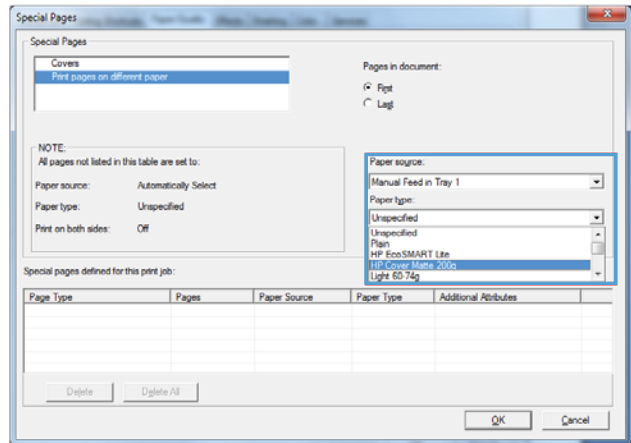 Special Pages
Paper/Quality
Special Pages
Covers
Print pages on different paper
Pages in document:
First
Last
NOTE:
All pages not listed in this table are set to:
Paper source: Automatically Select
Paper type: Unspecified
Print on both sides: Off
Paper source:
Manual Feed in Tray 1
Paper type:
Unspecified
Unspecified
Plain
HP EcoSMART Lite
HP Cover Matte 200g
Light 60-74g
Special pages defined for this print job:
Page Type Pages Paper Source Paper Type Additional Attributes
Delete Delete All
OK Cancel